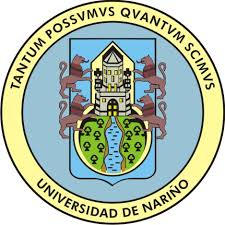 TANTUM POSSVMVS QVANTVM SCIMVS
UNIVERSIDAD DE NARIÑO